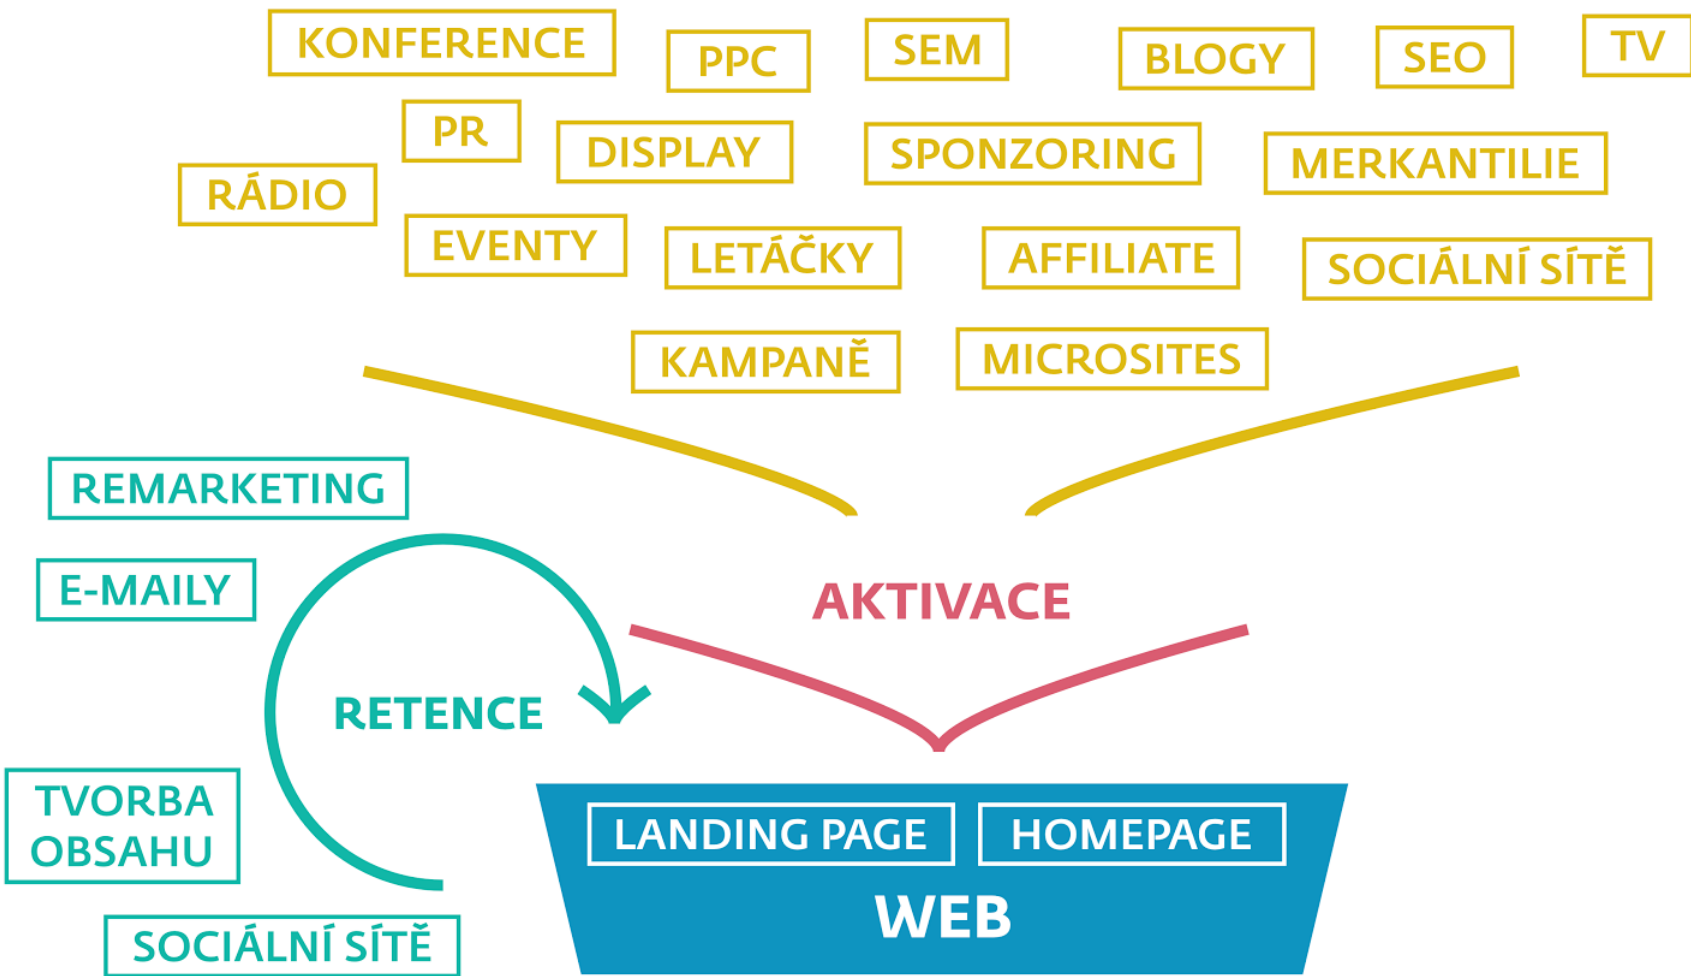 KONFERENCE
PPC
SEM
BLOGY
SEO
TV
PR
DISPLAY
SPONZORING
MERKANTILIE
RÁDIO
EVENTY
LETÁČKY
AFFILIATE
SOCIÁLNÍ SÍTĚ
KAMPANĚ
MICROSITES
REMARKETING
E-MAILY
AKTIVACE
RETENCE
TVORBA
OBSAHU
SOCIÁLNÍ SÍTĚ
LANDING PAGE
HOMEPAGE
WEB